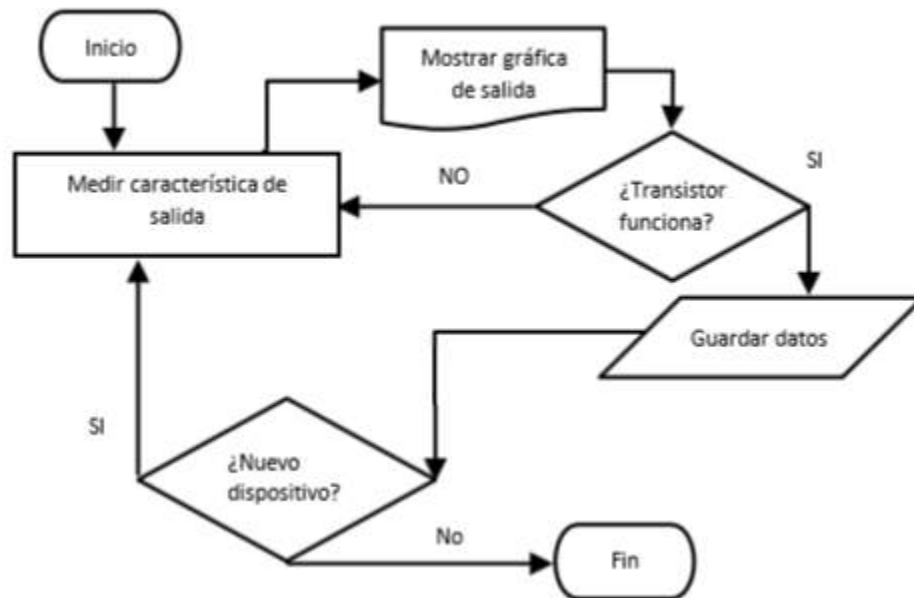 Inicio
Mostrar gráfica
de salida
Medir característica de
salida
NO
¿Transistor
funciona?
SI
Guardar datos
SI
¿Nuevo
dispositivo?
No
Fin